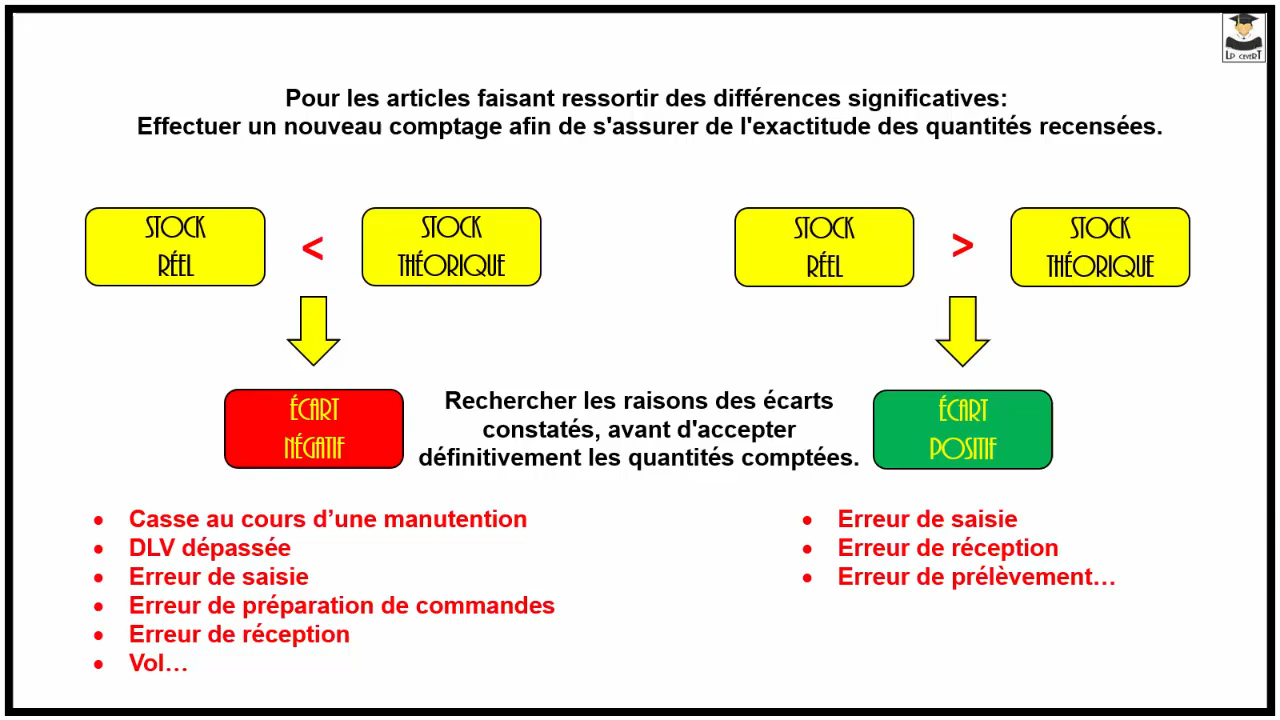 LP CEVERT
Pour les articles faisant ressortir des différences significatives:
Effectuer un nouveau comptage afin de s'assurer de l'exactitude des quantités recensées.
STOCK
RÉEL
<
STOCK
THÉORIQUE
STOCK
RÉEL
>
STOCK
THÉORIQUE
ÉCART
NÉGATIF
Rechercher les raisons des écarts
constatés, avant d'accepter
définitivement les quantités comptées.
ÉCART
POSITIF
• Casse au cours d’une manutention
• DLV dépassée
• Erreur de saisie
• Erreur de préparation de commandes
• Erreur de réception
• Vol…
• Erreur de saisie
• Erreur de réception
• Erreur de prélèvement…